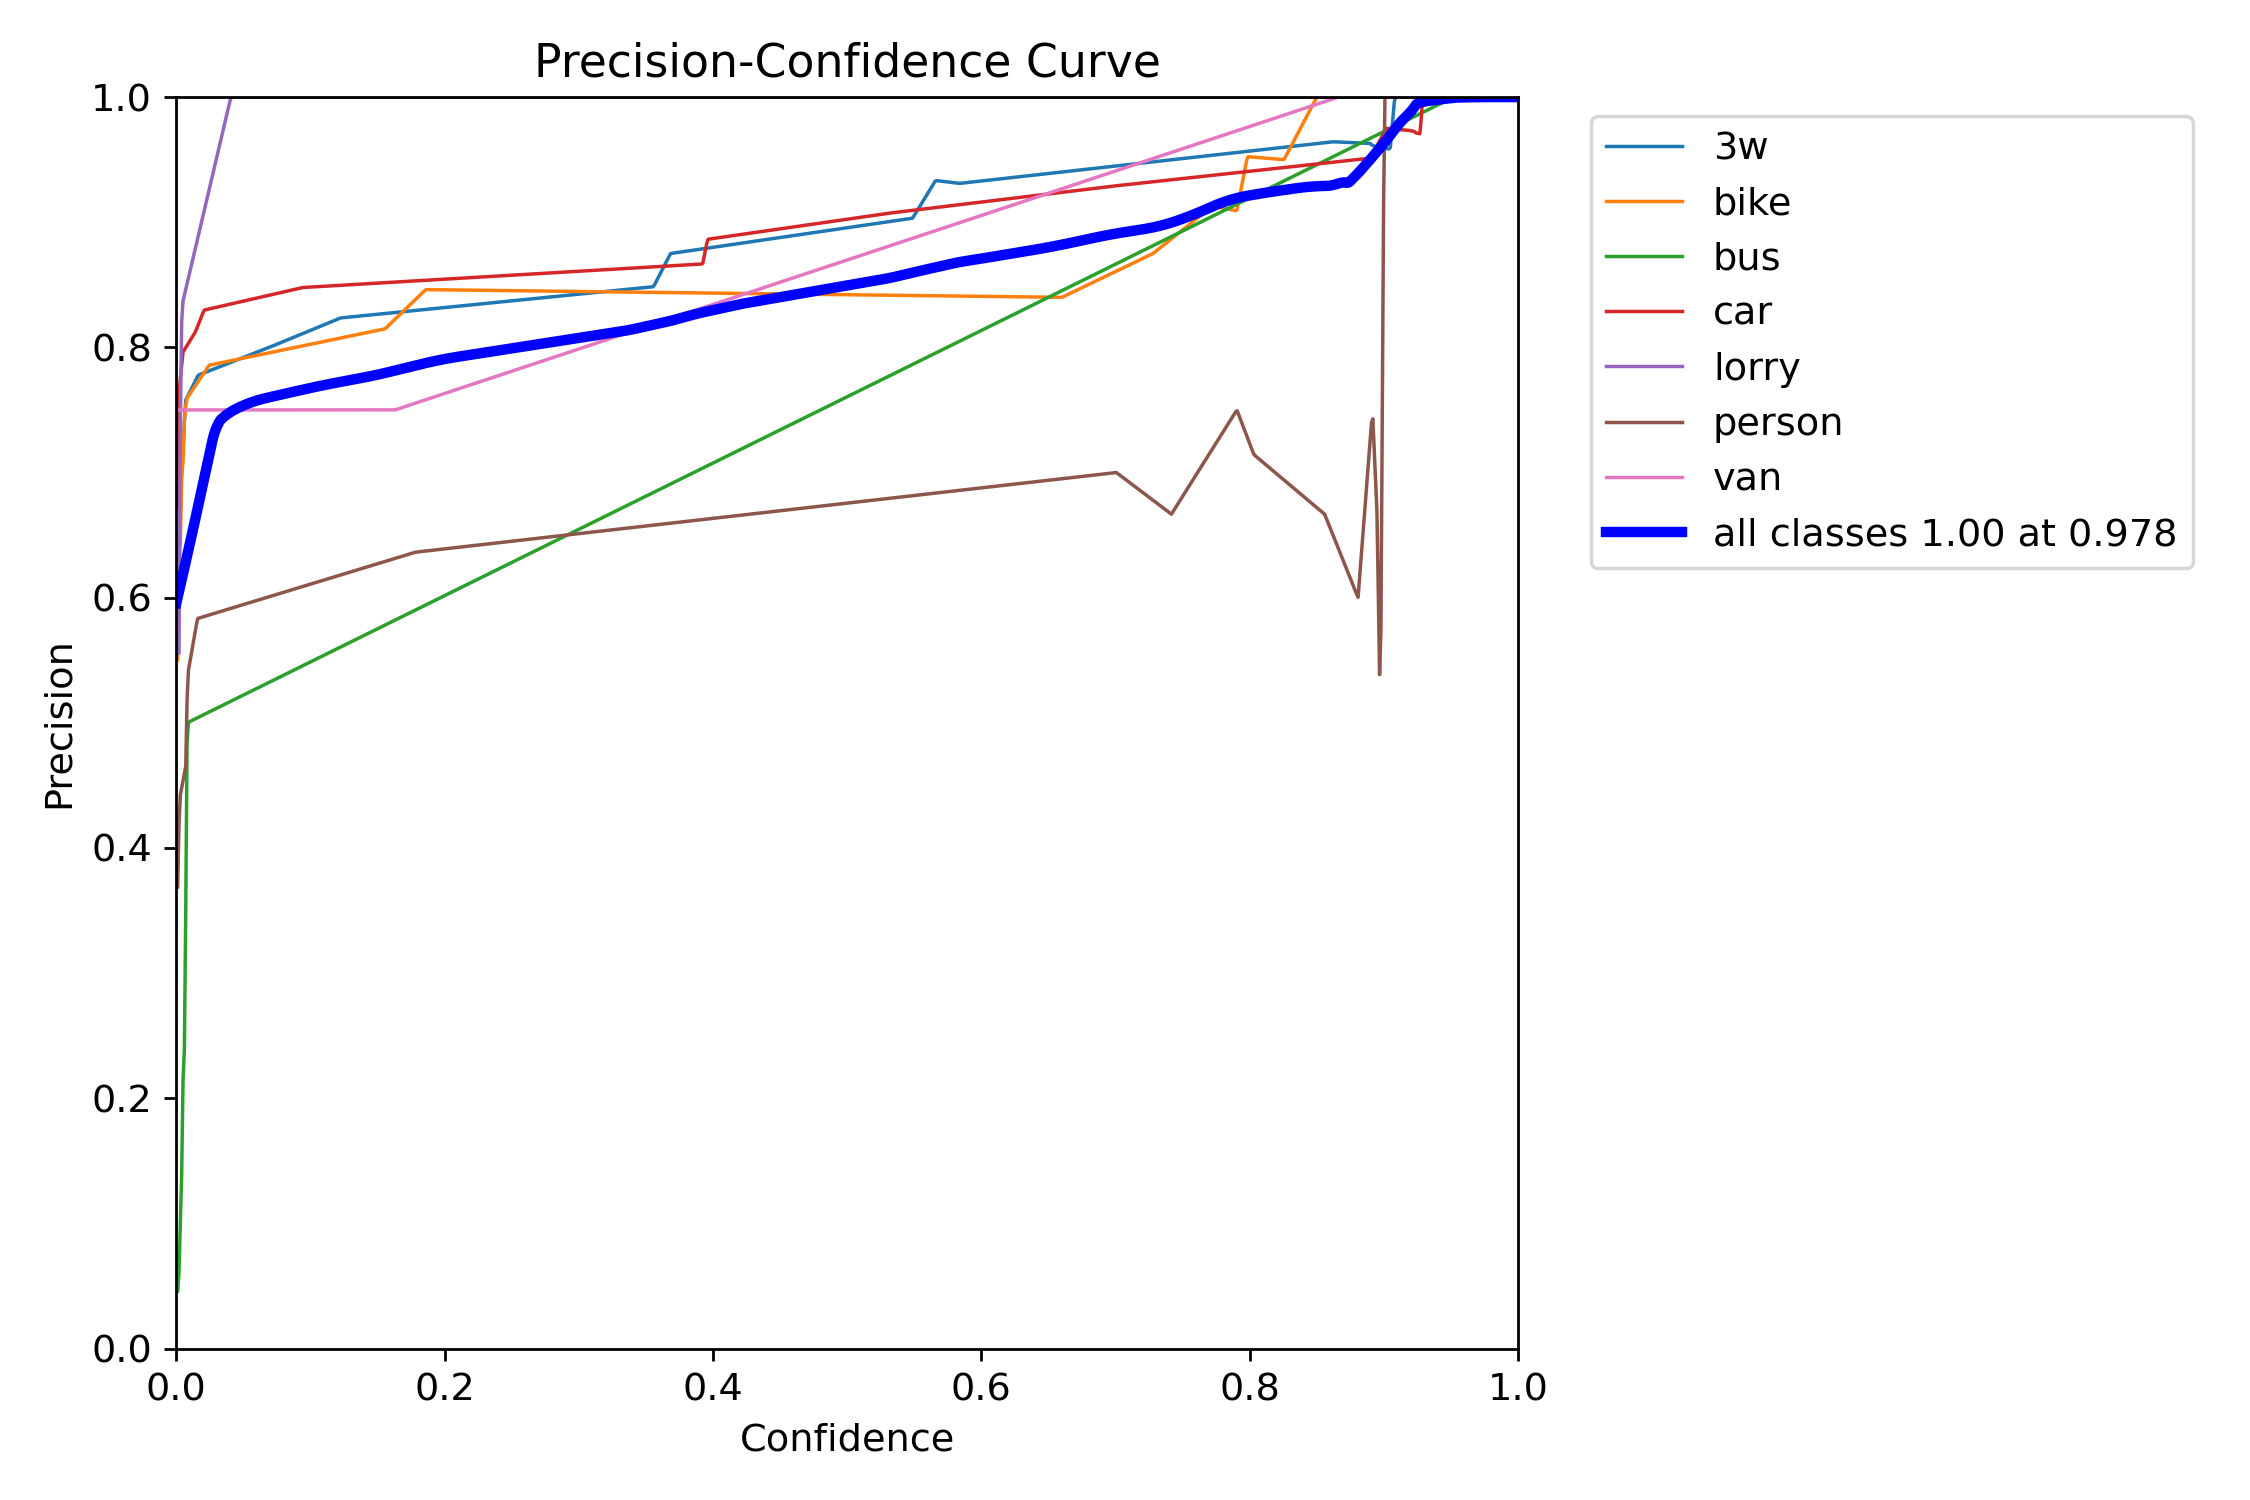 Precision-Confidence Curve
1.0
0.8
0.6
0.4
0.2
0.0
Precision
0.0 0.2 0.4 0.6 0.8 1.0
Confidence
3w
bike
bus
car
lorry
person
van
all classes 1.00 at 0.978